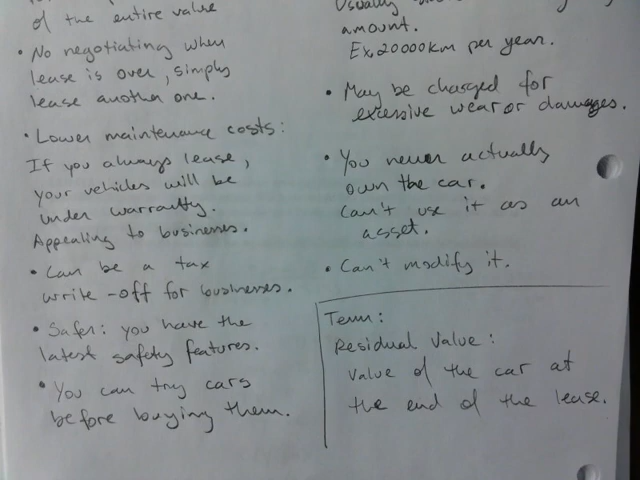 of the entire value
• No negotiating when
lease is over, simply
lease another one.
• Lower maintenance costs:
If you always lease,
your vehicles will be
under warrantty.
Appealing to businesses.
• Can be a tax
write-off for businesses.
• Safer: you have the
latest safety features.
• You can try cars
before buying them.
Usually
amount.
Ex. 20000km per year.
• May be charged for
excessive wear or damages.
• You never actually
own the car.
Can't use it as an
asset.
• Can't modify it.
Term:
Residual Value:
Value of the car at
the end of the lease.